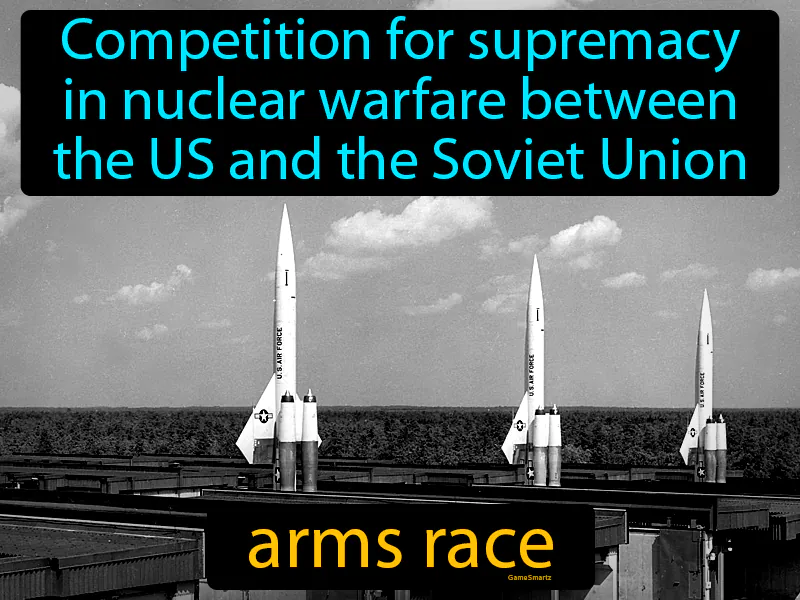 Competition for supremacy
in nuclear warfare between
the US and the Soviet Union
U.S. AIR FORCE
U.S. AIR FORCE
U.S. AIR FORCE
arms race
GameSmartz